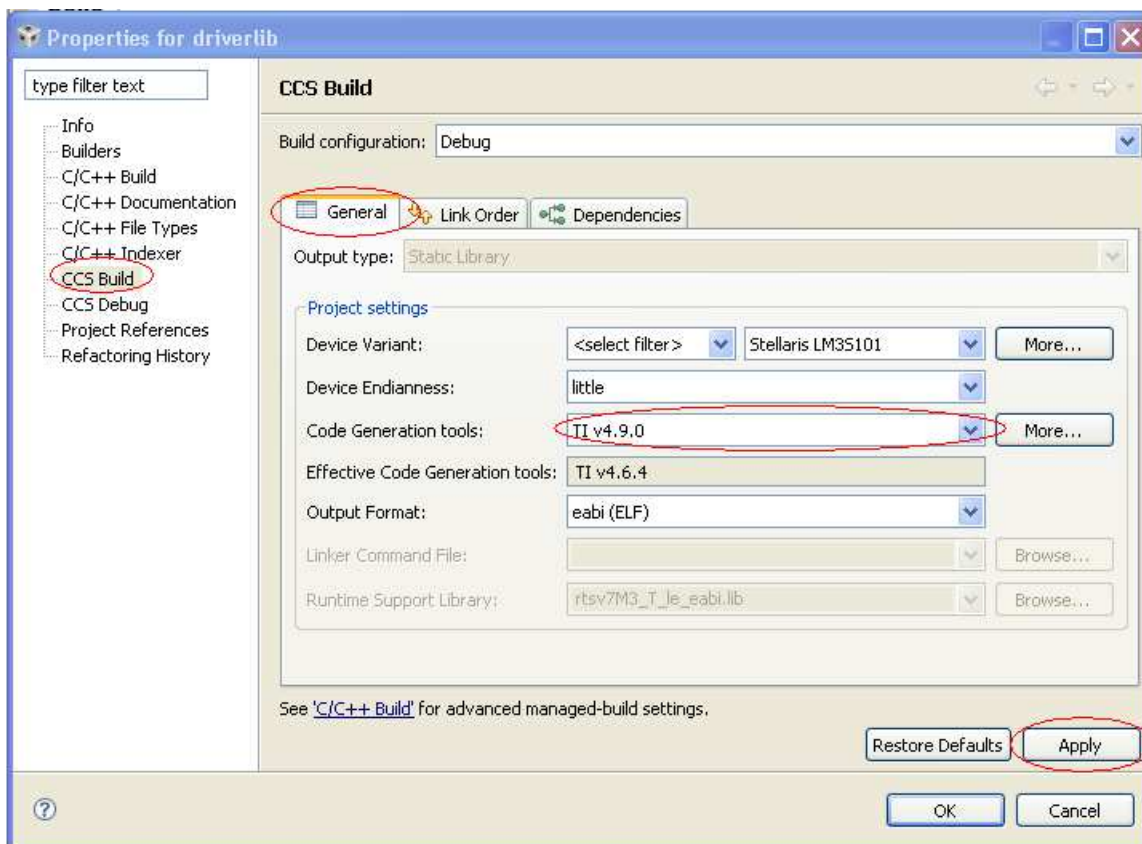 Properties for driverlib
type filter text
Info
Builders
C/C++ Build
C/C++ Documentation
C/C++ File Types
C/C++ Indexer
CCS Build
CCS Debug
Project References
Refactoring History
CCS Build
Build configuration: Debug
General Link Order Dependencies
Output type: Static Library
Project settings
Device Variant: <select filter> Stellaris LM3S101 More...
Device Endianness: little
Code Generation tools: TI v4.9.0 More...
Effective Code Generation tools: TI v4.6.4
Output Format: eabi (ELF)
Linker Command File: Browse...
Runtime Support Library: rtsv7M3_T_le_eabi.lib Browse...
See 'C/C++ Build' for advanced managed-build settings.
Restore Defaults Apply
? OK Cancel